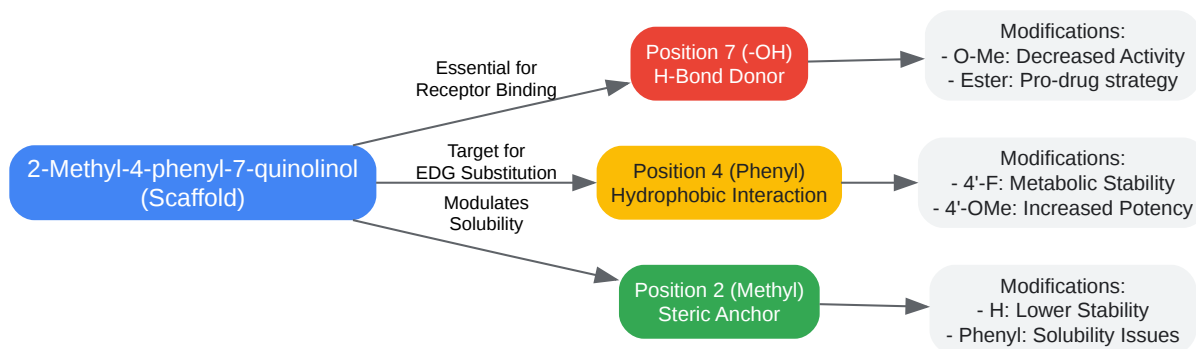 2-Methyl-4-phenyl-7-quinolinol
(Scaffold)
Essential for
Receptor Binding
Position 7 (-OH)
H-Bond Donor
Modifications:
- O-Me: Decreased Activity
- Ester: Pro-drug strategy
Target for
EDG Substitution
Position 4 (Phenyl)
Hydrophobic Interaction
Modifications:
- 4'-F: Metabolic Stability
- 4'-OMe: Increased Potency
Modulates
Solubility
Position 2 (Methyl)
Steric Anchor
Modifications:
- H: Lower Stability
- Phenyl: Solubility Issues